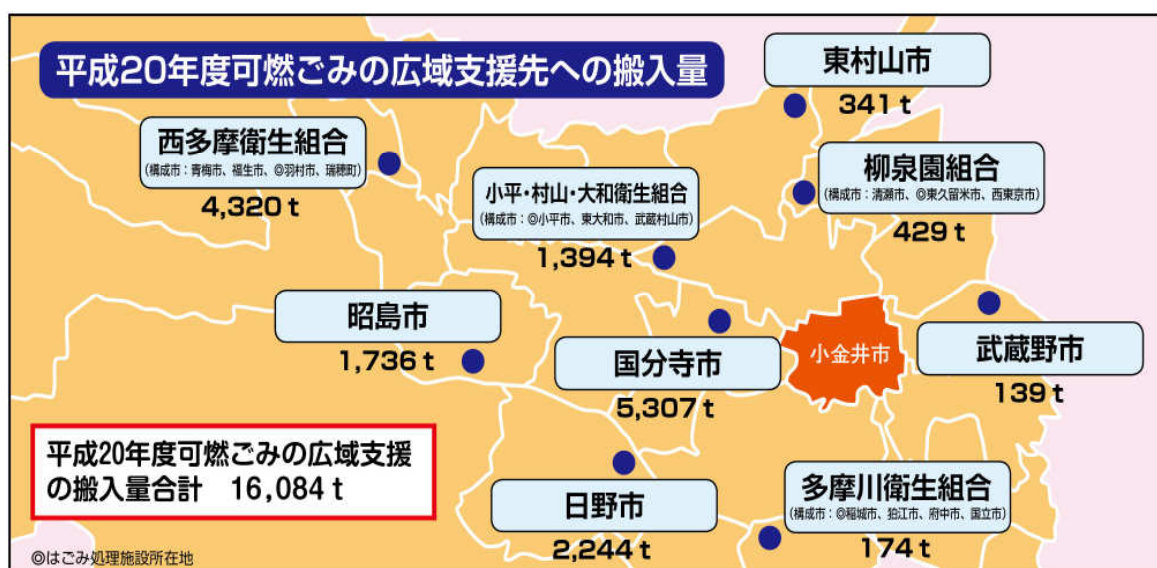 平成20年度可燃ごみの広域支援先への搬入量
東村山市
341 t
西多摩衛生組合
(構成市：青梅市、福生市、◎羽村市、瑞穂町)
4,320 t
小平・村山・大和衛生組合
(構成市：◎小平市、東大和市、武蔵村山市)
1,394 t
柳泉園組合
(構成市：清瀬市、◎東久留米市、西東京市)
429 t
昭島市
1,736 t
国分寺市
5,307 t
小金井市
武蔵野市
139 t
平成20年度可燃ごみの広域支援
の搬入量合計　16,084 t
日野市
2,244 t
多摩川衛生組合
(構成市：◎稲城市、狛江市、府中市、国立市)
174 t
◎はごみ処理施設所在地